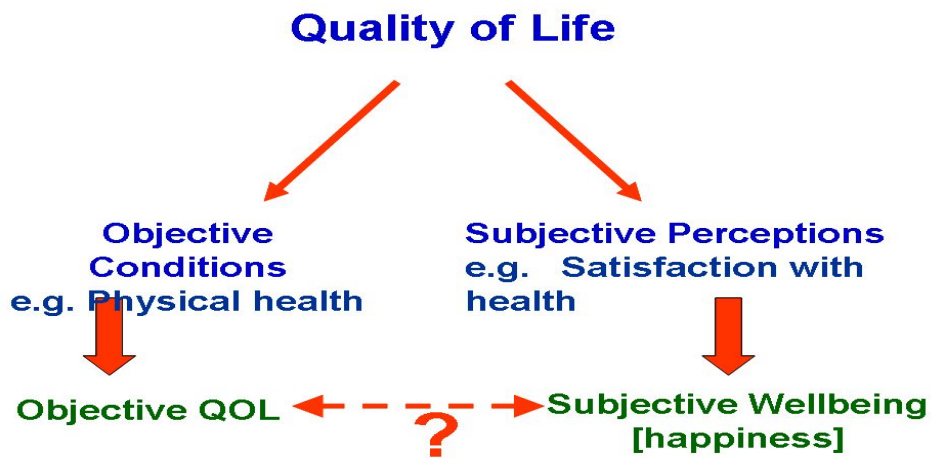 Quality of Life
Objective
Conditions
e.g. Physical health
Subjective Perceptions
e.g. Satisfaction with
health
Objective QOL
?
Subjective Wellbeing
[happiness]